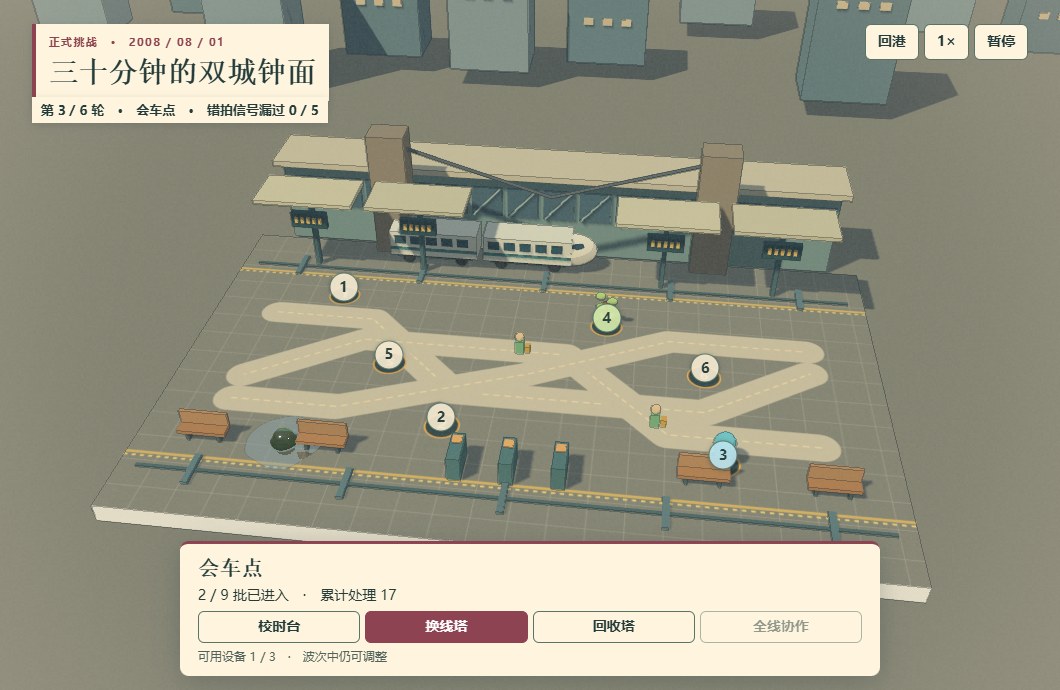 正式挑战 • 2008 / 08 / 01
三十分钟的双城钟面
第 3 / 6 轮 • 会车点 • 错拍信号漏过 0 / 5
回港
1×
暂停
1
4
5
6
2
3
会车点
2 / 9 批已进入 · 累计处理 17
校时台
换线塔
回收塔
全线协作
可用设备 1 / 3 · 波次中仍可调整